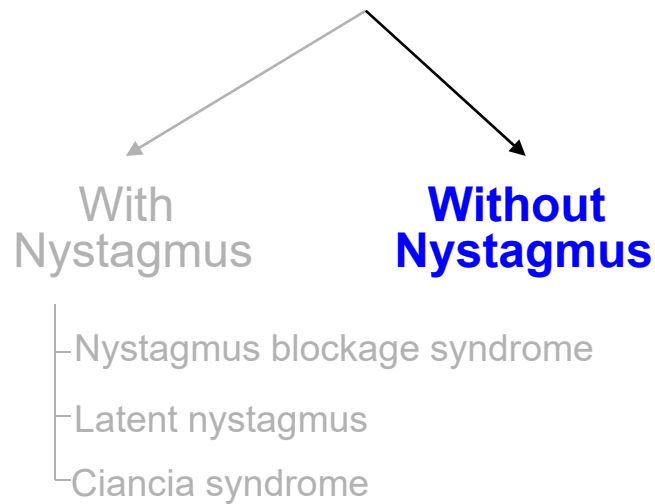 With
Nystagmus
Without
Nystagmus
Nystagmus blockage syndrome
Latent nystagmus
Ciancia syndrome